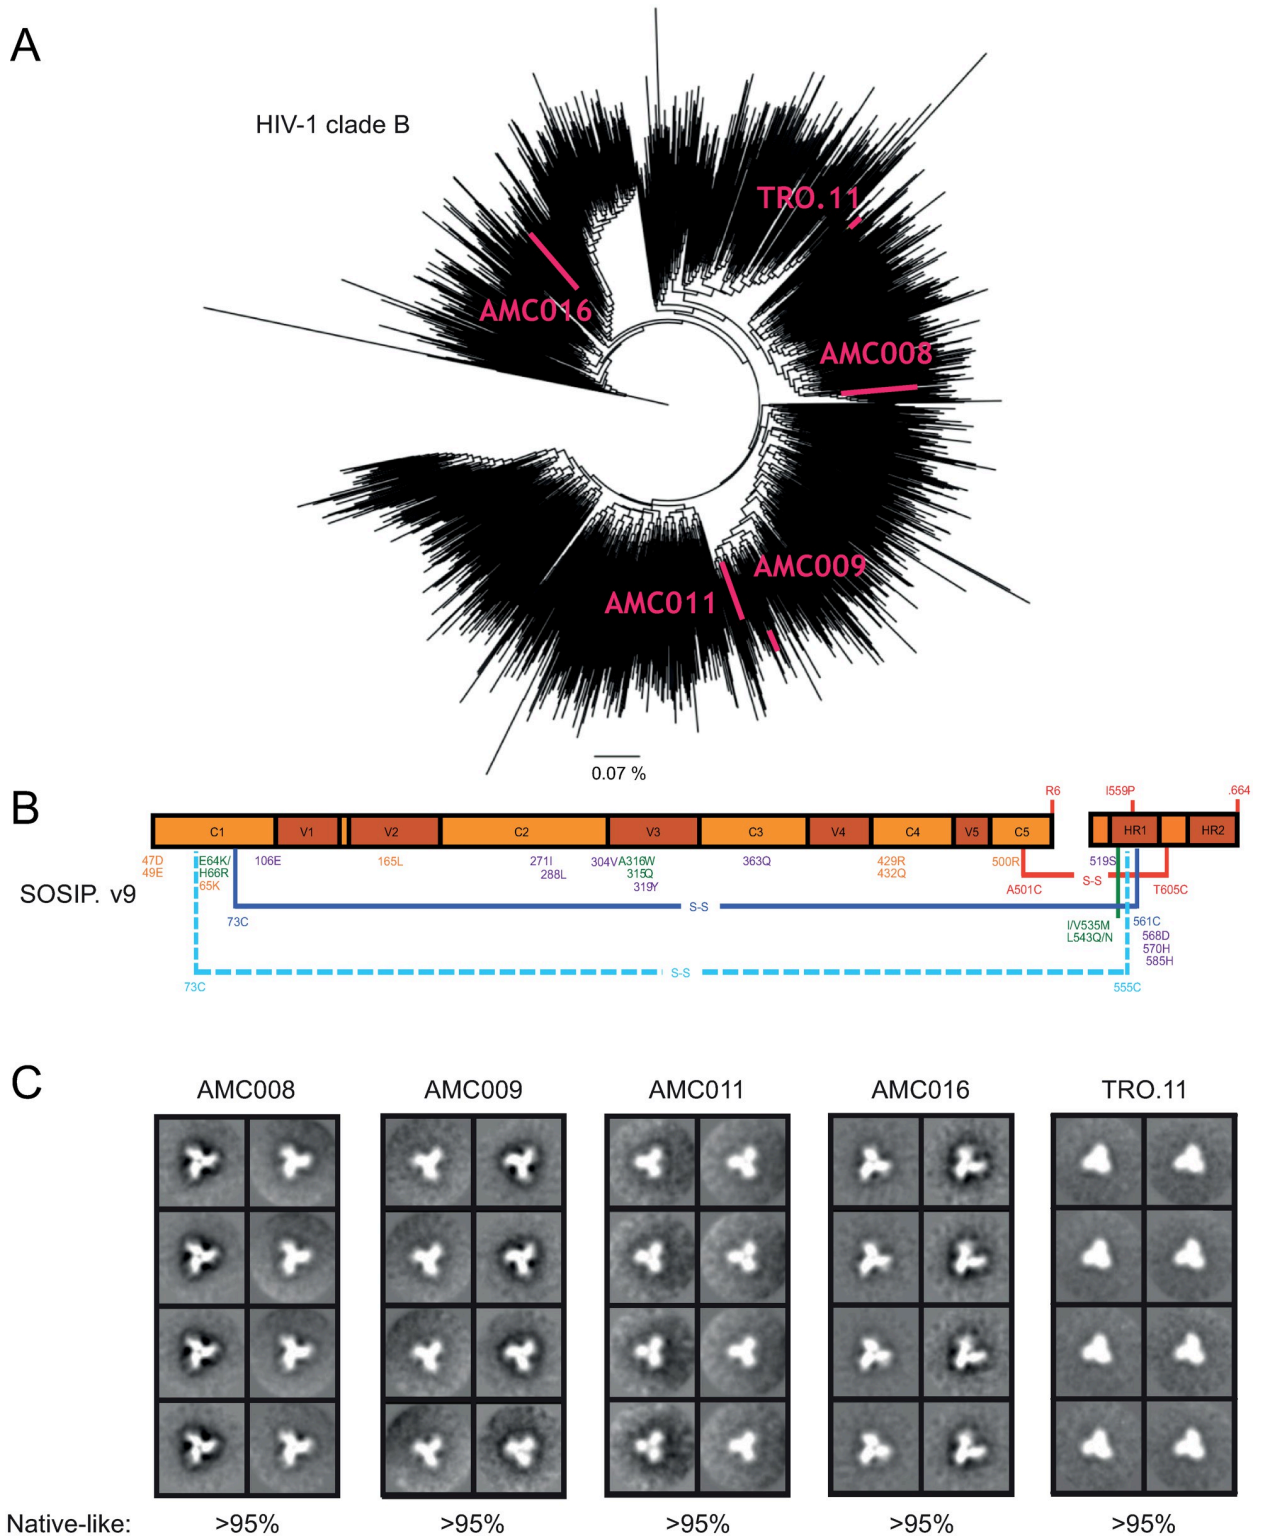 A
HIV-1 clade B
TRO.11
AMC016
AMC008
AMC009
AMC011
0.07 %
B
R6
I559P
.664
C1
V1
V2
C2
V3
C3
V4
C4
V5
C5
HR1
HR2
47D
49E
E64K/
H66R
65K
106E
165L
271I
288L
304V
A316W
315Q
319Y
363Q
429R
432Q
500R
519S
S-S
A501C
T605C
SOSIP. v9
73C
S-S
561C
I/V535M
L543Q/N
568D
570H
585H
S-S
73C
555C
C
AMC008
AMC009
AMC011
AMC016
TRO.11
Native-like:
>95%
>95%
>95%
>95%
>95%